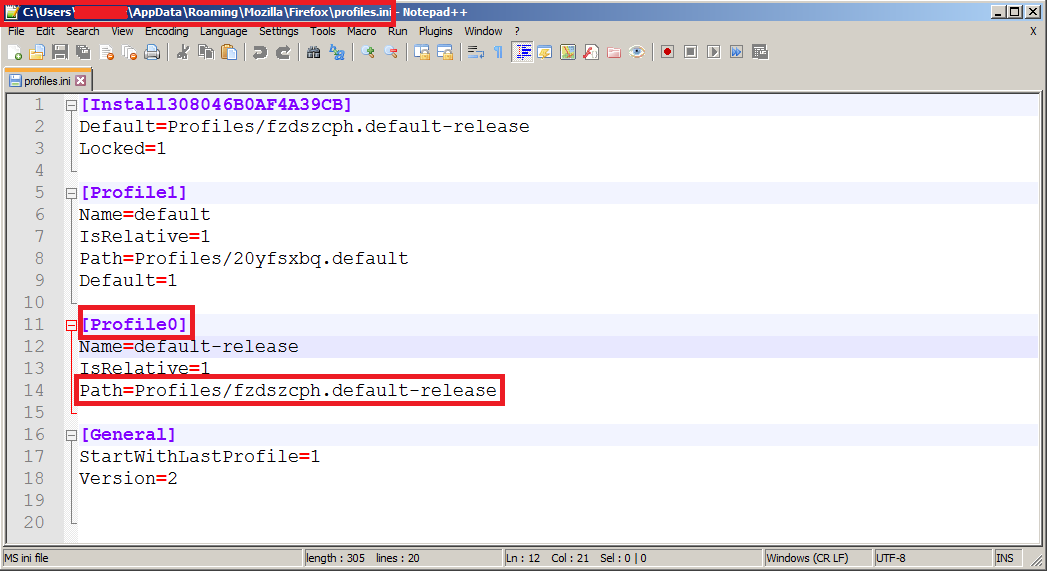 C:\Users\ \AppData\Roaming\Mozilla\Firefox\profiles.ini - Notepad++
File Edit Search View Encoding Language Settings Tools Macro Run Plugins Window ? X
profiles.ini
1 [Install308046B0AF4A39CB]
2 Default=Profiles/fzdszcph.default-release
3 Locked=1
4
5 [Profile1]
6 Name=default
7 IsRelative=1
8 Path=Profiles/20yfsxbq.default
9 Default=1
10
11 [Profile0]
12 Name=default-release
13 IsRelative=1
14 Path=Profiles/fzdszcph.default-release
15
16 [General]
17 StartWithLastProfile=1
18 Version=2
19
20
MS ini file length : 305 lines : 20 Ln : 12 Col : 21 Sel : 0 | 0 Windows (CR LF) UTF-8 INS